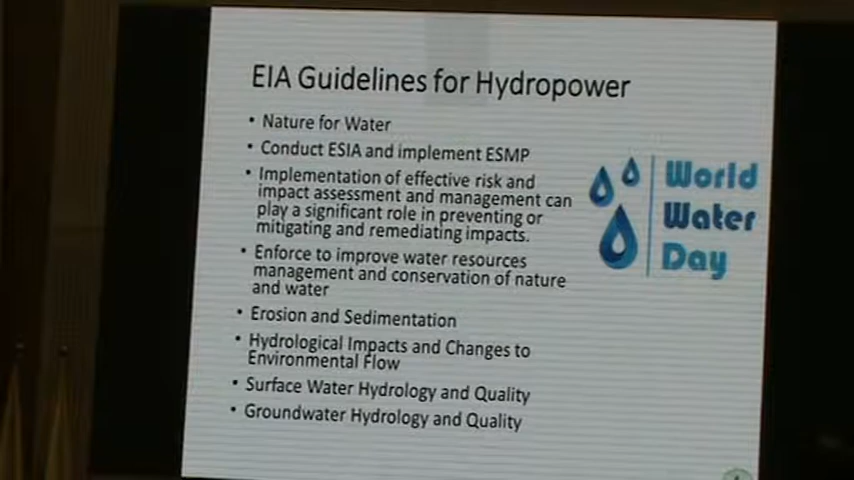 EIA Guidelines for Hydropower
• Nature for Water
• Conduct ESIA and implement ESMP
• Implementation of effective risk and
impact assessment and management can
play a significant role in preventing or
mitigating and remediating impacts.
• Enforce to improve water resources
management and conservation of nature
and water
• Erosion and Sedimentation
• Hydrological Impacts and Changes to
Environmental Flow
• Surface Water Hydrology and Quality
• Groundwater Hydrology and Quality
World
Water
Day